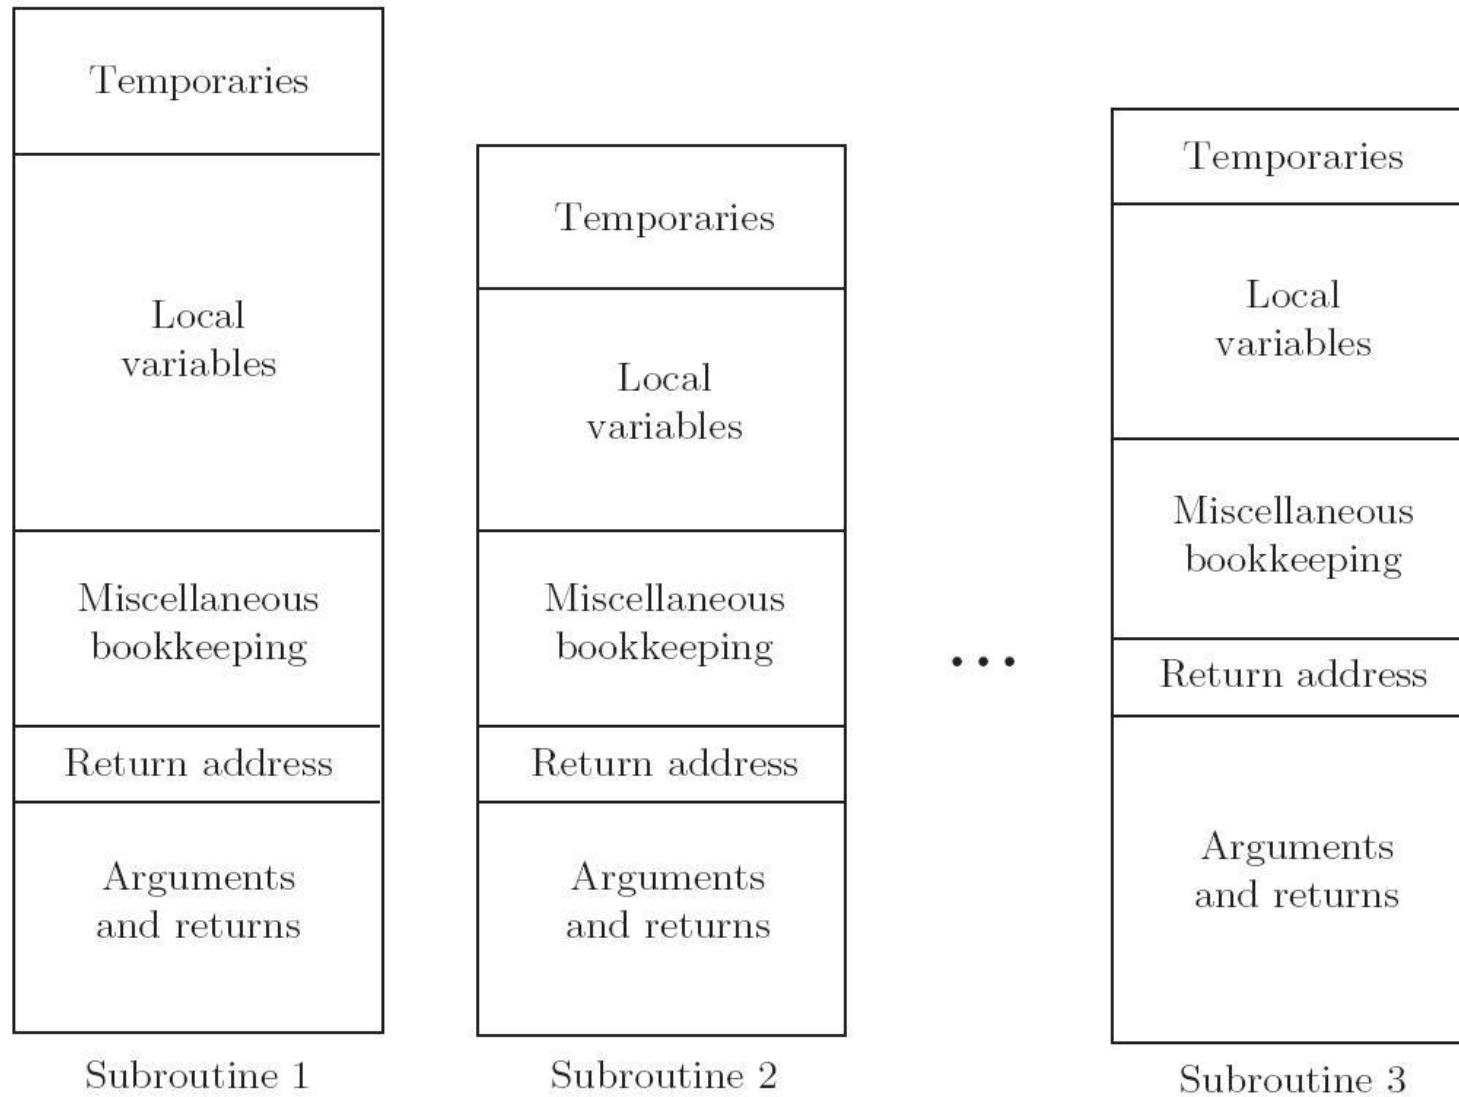 Temporaries
Local
variables
Miscellaneous
bookkeeping
Return address
Arguments
and returns
Subroutine 1
Temporaries
Local
variables
Miscellaneous
bookkeeping
Return address
Arguments
and returns
Subroutine 2
...
Temporaries
Local
variables
Miscellaneous
bookkeeping
Return address
Arguments
and returns
Subroutine 3